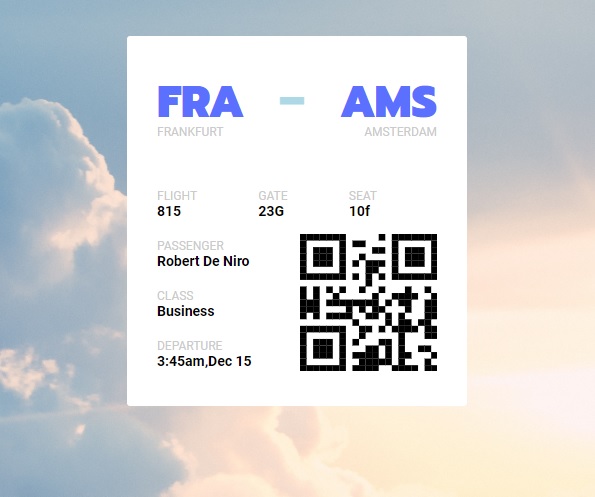 FRA - AMS
FRANKFURT AMSTERDAM
FLIGHT GATE SEAT
815 23G 10f
PASSENGER
Robert De Niro
CLASS
Business
DEPARTURE
3:45am,Dec 15